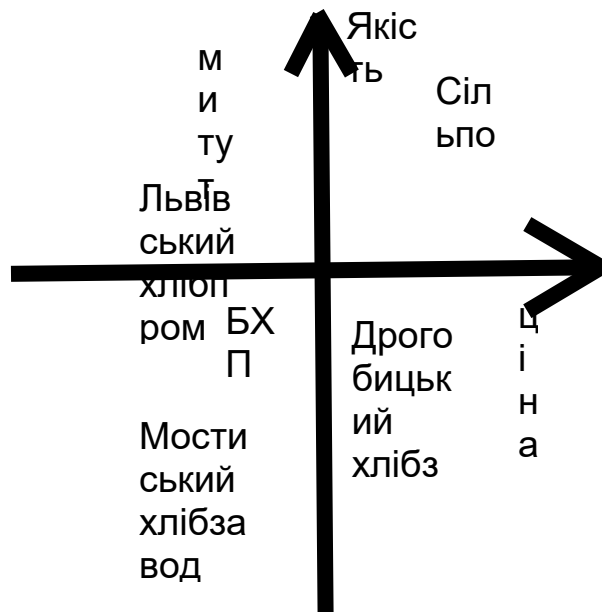 Якіс
ть
м
и
ту
т
Сіл
ьпо
Львів
ський
хлібп
ром
БХ
П
ц
і
н
а
Дрого
бицьк
ий
хлібз
Мости
ський
хлібза
вод